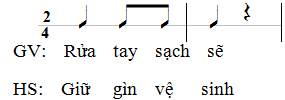 2
4
GV: Rửa tay sạch sẽ
HS: Giữ gìn vệ sinh